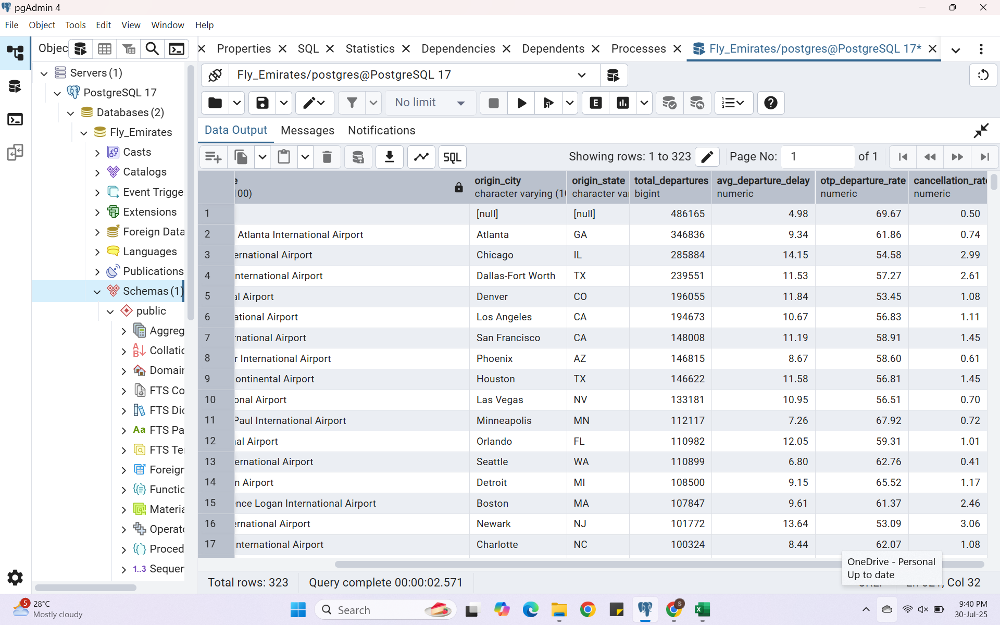 pgAdmin 4
File Object Tools Edit View Window Help
Objec
Properties SQL Statistics Dependencies Dependents Processes Fly_Emirates/postgres@PostgreSQL 17*
Servers (1)
PostgreSQL 17
Databases (2)
Fly_Emirates
Casts
Catalogs
Event Trigge
Extensions
Foreign Data
Languages
Publications
Schemas (1)
public
Aggreg
Collatic
Domair
FTS Co
FTS Dic
Aa FTS Pa
FTS Te
Foreigr
Functic
Materia
Operato
Proced
1..3 Sequer
Fly_Emirates/postgres@PostgreSQL 17
No limit
E
Data Output Messages Notifications
SQL Showing rows: 1 to 323 Page No: 1 of 1
origin_city origin_state total_departures avg_departure_delay otp_departure_rate cancellation_rate
100) character varying (10 character var bigint numeric numeric numeric
1 [null] [null] 486165 4.98 69.67 0.50
2 Atlanta International Airport Atlanta GA 346836 9.34 61.86 0.74
3 ernational Airport Chicago IL 285884 14.15 54.58 2.99
4 nternational Airport Dallas-Fort Worth TX 239551 11.53 57.27 2.61
5 al Airport Denver CO 196055 11.84 53.45 1.08
6 ational Airport Los Angeles CA 194673 10.67 56.83 1.11
7 rnational Airport San Francisco CA 148008 11.19 58.91 1.45
8 r International Airport Phoenix AZ 146815 8.67 58.60 0.61
9 ontinental Airport Houston TX 146622 11.58 56.81 1.45
10 onal Airport Las Vegas NV 133181 10.95 56.51 0.70
11 Paul International Airport Minneapolis MN 112117 7.26 67.92 0.72
12 nal Airport Orlando FL 110982 12.05 59.31 1.01
13 ernational Airport Seattle WA 110899 6.80 62.76 0.41
14 n Airport Detroit MI 108500 9.15 65.52 1.17
15 ence Logan International Airport Boston MA 107847 9.61 61.37 2.46
16 ernational Airport Newark NJ 101772 13.64 53.09 3.06
17 nternational Airport Charlotte NC 100324 8.44 62.07 1.08
OneDrive - Personal
Up to date
Total rows: 323 Query complete 00:00:02.571 Col 32
5 28°C
Mostly cloudy
Search
S
9:40 PM
30-Jul-25